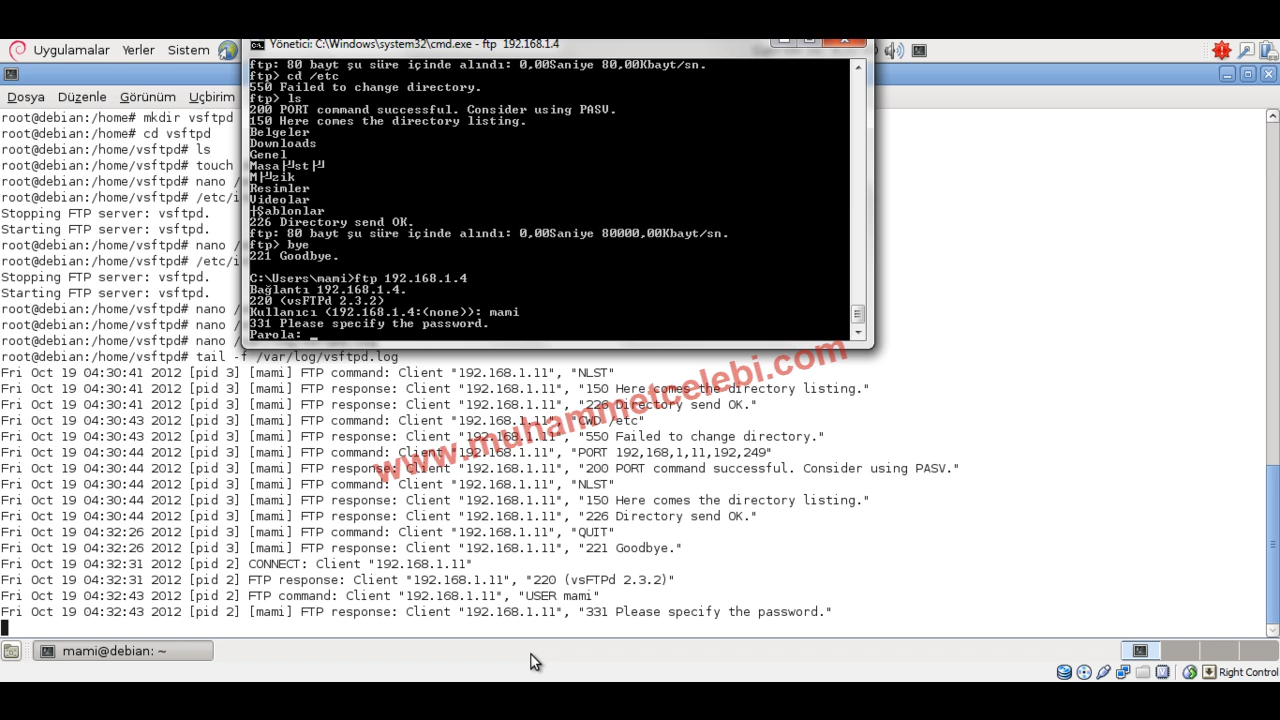 Yönetici: C:\Windows\system32\cmd.exe - ftp 192.168.1.4
Uygulamalar Yerler Sistem
ftp: 80 bayt şu süre içinde alındı: 0,00Saniye 80,00Kbayt/sn.
ftp> cd /etc
550 Failed to change directory.
ftp> ls
200 PORT command successful. Consider using PASV.
150 Here comes the directory listing.
Belgeler
Downloads
Genel
Masa├╝st├╝
M├╝zik
Resimler
Videolar
┼Şablonlar
226 Directory send OK.
ftp: 80 bayt şu süre içinde alındı: 0,00Saniye 80000,00Kbayt/sn.
ftp> bye
221 Goodbye.
C:\Users\mami>ftp 192.168.1.4
Bağlantı 192.168.1.4.
220 (vsFTPd 2.3.2)
Kullanıcı (192.168.1.4:(none)): mami
331 Please specify the password.
Parola:
Dosya Düzenle Görünüm Uçbirim
root@debian:/home# mkdir vsftpd
root@debian:/home# cd vsftpd
root@debian:/home/vsftpd# ls
root@debian:/home/vsftpd# touch
root@debian:/home/vsftpd# nano /
root@debian:/home/vsftpd# /etc/i
Stopping FTP server: vsftpd.
Starting FTP server: vsftpd.
root@debian:/home/vsftpd# nano /
root@debian:/home/vsftpd# /etc/i
Stopping FTP server: vsftpd.
Starting FTP server: vsftpd.
root@debian:/home/vsftpd# nano /
root@debian:/home/vsftpd# nano /
root@debian:/home/vsftpd# tail -f /var/log/vsftpd.log
Fri Oct 19 04:30:41 2012 [pid 3] [mami] FTP command: Client "192.168.1.11", "NLST"
Fri Oct 19 04:30:41 2012 [pid 3] [mami] FTP response: Client "192.168.1.11", "150 Here comes the directory listing."
Fri Oct 19 04:30:41 2012 [pid 3] [mami] FTP response: Client "192.168.1.11", "226 Directory send OK."
Fri Oct 19 04:30:43 2012 [pid 3] [mami] FTP command: Client "192.168.1.11", "CWD /etc"
Fri Oct 19 04:30:43 2012 [pid 3] [mami] FTP response: Client "192.168.1.11", "550 Failed to change directory."
Fri Oct 19 04:30:44 2012 [pid 3] [mami] FTP command: Client "192.168.1.11", "PORT 192,168,1,11,192,249"
Fri Oct 19 04:30:44 2012 [pid 3] [mami] FTP response: Client "192.168.1.11", "200 PORT command successful. Consider using PASV."
Fri Oct 19 04:30:44 2012 [pid 3] [mami] FTP command: Client "192.168.1.11", "NLST"
Fri Oct 19 04:30:44 2012 [pid 3] [mami] FTP response: Client "192.168.1.11", "150 Here comes the directory listing."
Fri Oct 19 04:30:44 2012 [pid 3] [mami] FTP response: Client "192.168.1.11", "226 Directory send OK."
Fri Oct 19 04:32:26 2012 [pid 3] [mami] FTP command: Client "192.168.1.11", "QUIT"
Fri Oct 19 04:32:26 2012 [pid 3] [mami] FTP response: Client "192.168.1.11", "221 Goodbye."
Fri Oct 19 04:32:31 2012 [pid 2] CONNECT: Client "192.168.1.11"
Fri Oct 19 04:32:31 2012 [pid 2] FTP response: Client "192.168.1.11", "220 (vsFTPd 2.3.2)"
Fri Oct 19 04:32:43 2012 [pid 2] FTP command: Client "192.168.1.11", "USER mami"
Fri Oct 19 04:32:43 2012 [pid 2] FTP response: Client "192.168.1.11", "331 Please specify the password."
www.muhammetcelebi.com
mami@debian: ~
Right Control